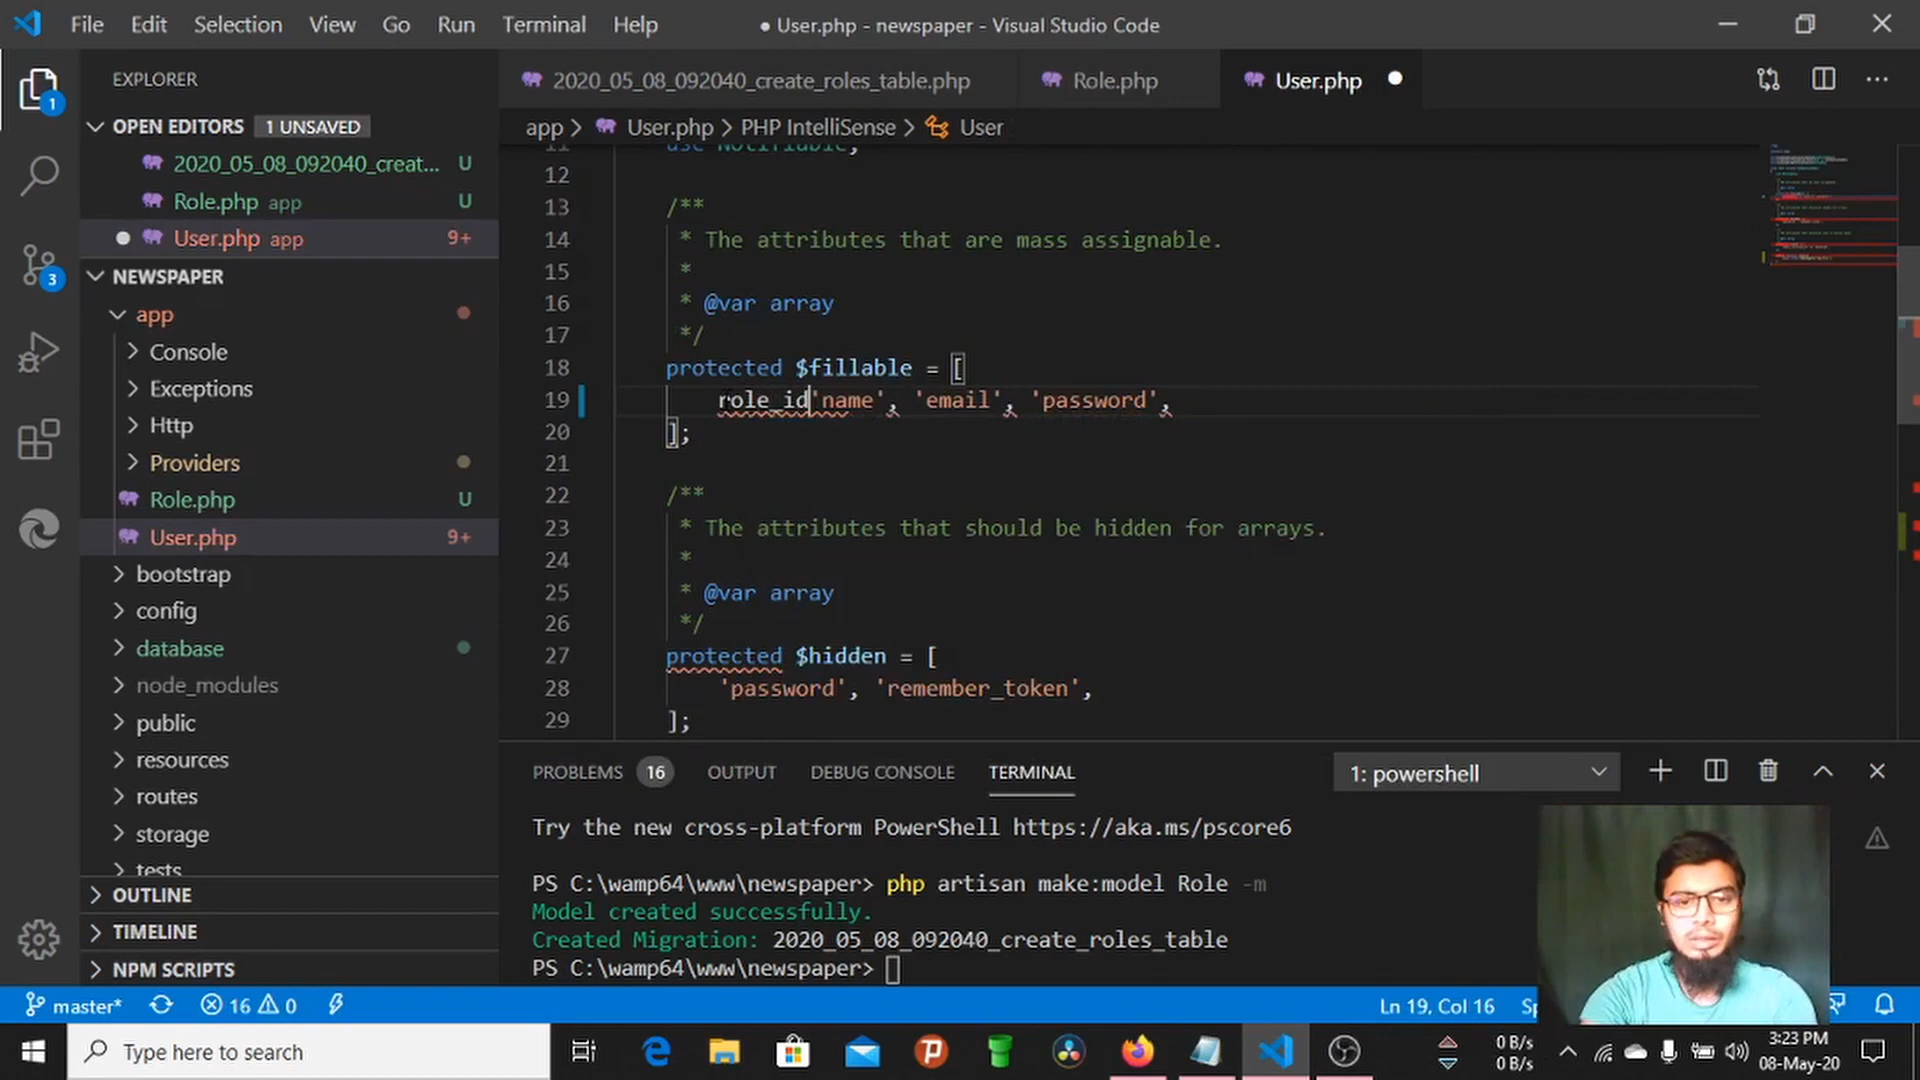 File Edit Selection View Go Run Terminal Help
● User.php - newspaper - Visual Studio Code
EXPLORER
OPEN EDITORS 1 UNSAVED
2020_05_08_092040_creat... U
Role.php app U
User.php app 9+
NEWSPAPER
app
Console
Exceptions
Http
Providers
Role.php U
User.php 9+
bootstrap
config
database
node_modules
public
resources
routes
storage
tests
OUTLINE
TIMELINE
NPM SCRIPTS
1
3
2020_05_08_092040_create_roles_table.php Role.php User.php
app > User.php > PHP IntelliSense > User
11 use Notifiable;
12
13 /**
14 * The attributes that are mass assignable.
15 *
16 * @var array
17 */
18 protected $fillable = [
19 role_id'name', 'email', 'password',
20 ];
21
22 /**
23 * The attributes that should be hidden for arrays.
24 *
25 * @var array
26 */
27 protected $hidden = [
28 'password', 'remember_token',
29 ];
PROBLEMS 16 OUTPUT DEBUG CONSOLE TERMINAL 1: powershell
Try the new cross-platform PowerShell https://aka.ms/pscore6
PS C:\wamp64\www\newspaper> php artisan make:model Role -m
Model created successfully.
Created Migration: 2020_05_08_092040_create_roles_table
PS C:\wamp64\www\newspaper>
master* 16 0 Ln 19, Col 16
Type here to search
0 B/s
0 B/s
3:23 PM
08-May-20